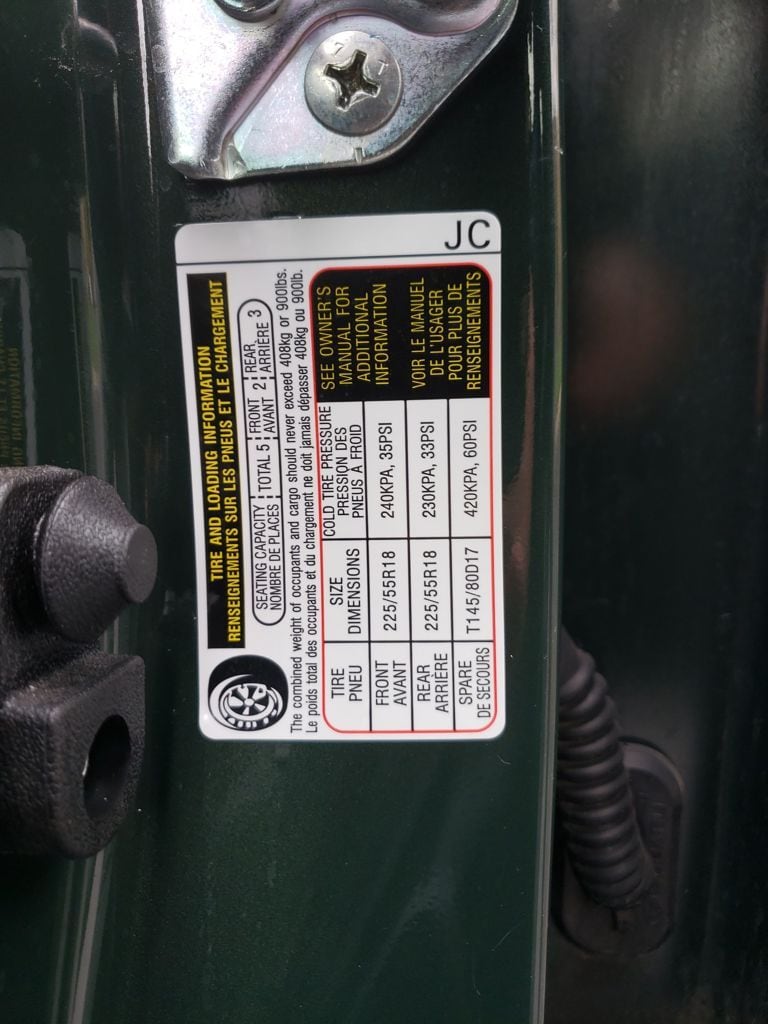 TIRE AND LOADING INFORMATION
RENSEIGNEMENTS SUR LES PNEUS ET LE CHARGEMENT
SEATING CAPACITY TOTAL 5 FRONT 2 REAR 3
NOMBRE DE PLACES AVANT ARRIÈRE
The combined weight of occupants and cargo should never exceed 408kg or 900lbs.
Le poids total des occupants et du chargement ne doit jamais dépasser 408kg ou 900lb.
TIRE SIZE COLD TIRE PRESSURE
PNEU DIMENSIONS PRESSION DES
PNEUS À FROID
FRONT 225/55R18 240KPA, 35PSI
AVANT
REAR 225/55R18 230KPA, 33PSI
ARRIÈRE
SPARE T145/80D17 420KPA, 60PSI
DE SECOURS
SEE OWNER'S
MANUAL FOR
ADDITIONAL
INFORMATION
VOIR LE MANUEL
DE L'USAGER
POUR PLUS DE
RENSEIGNEMENTS
JC